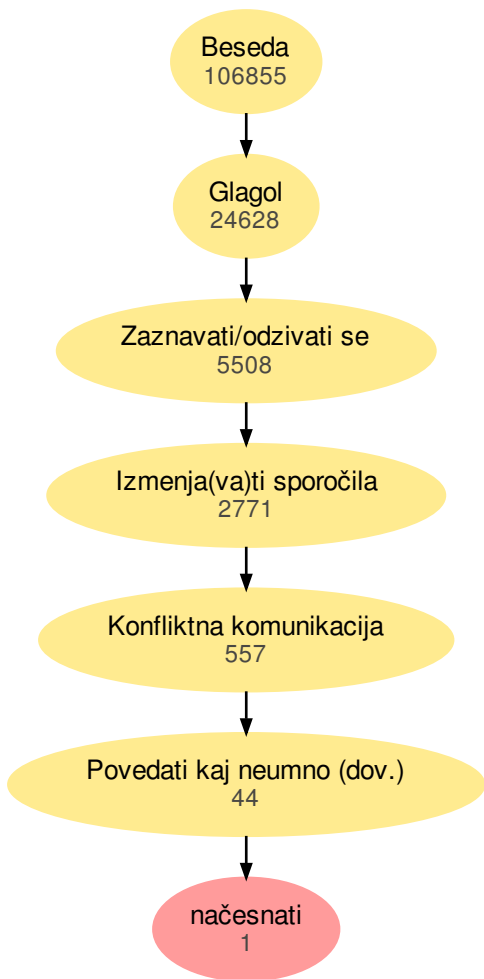 Beseda
106855
Glagol
24628
Zaznavati/odzivati se
5508
Izmenja(va)ti sporočila
2771
Konfliktna komunikacija
557
Povedati kaj neumno (dov.)
44
načesnati
1